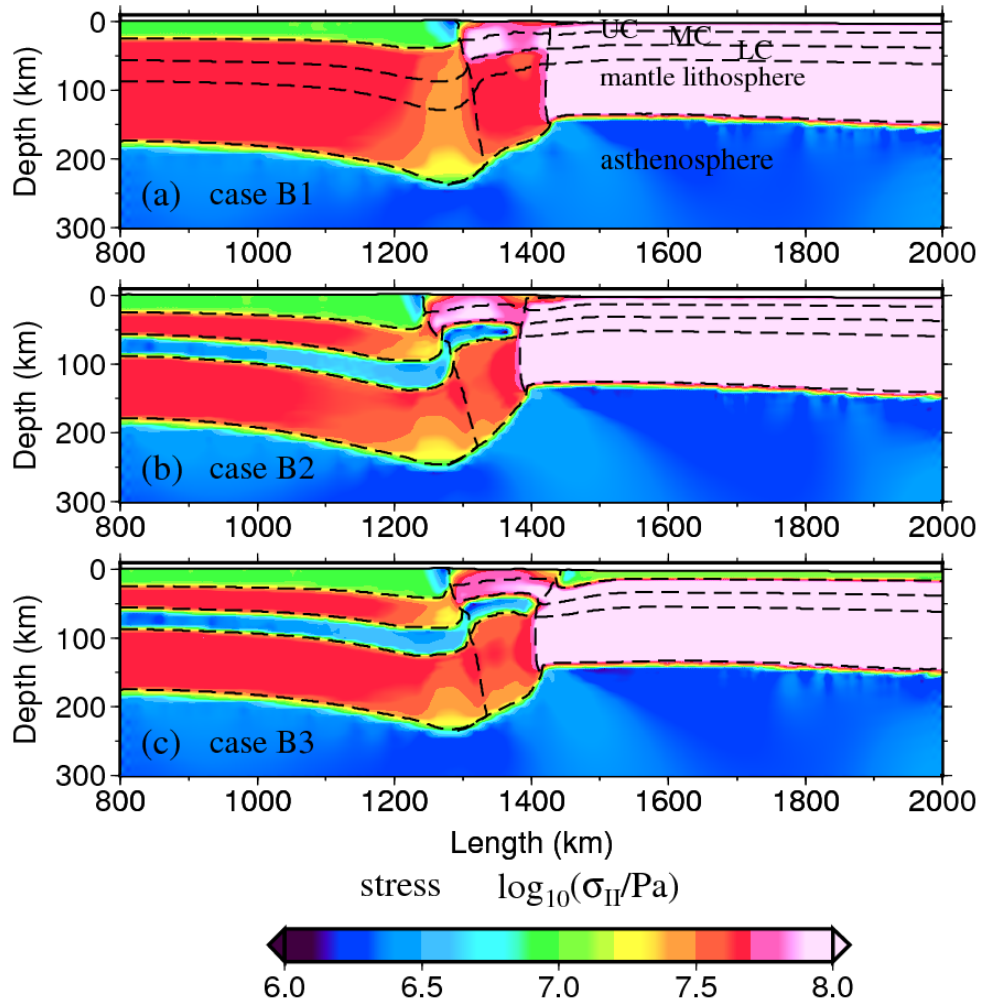 0
100
200
300
Depth (km)
UC MC LC
mantle lithosphere
asthenosphere
(a) case B1
800 1000 1200 1400 1600 1800 2000
0
100
200
300
Depth (km)
(b) case B2
800 1000 1200 1400 1600 1800 2000
0
100
200
300
Depth (km)
(c) case B3
800 1000 1200 1400 1600 1800 2000
Length (km)
stress log₁₀(σ_II/Pa)
6.0 6.5 7.0 7.5 8.0